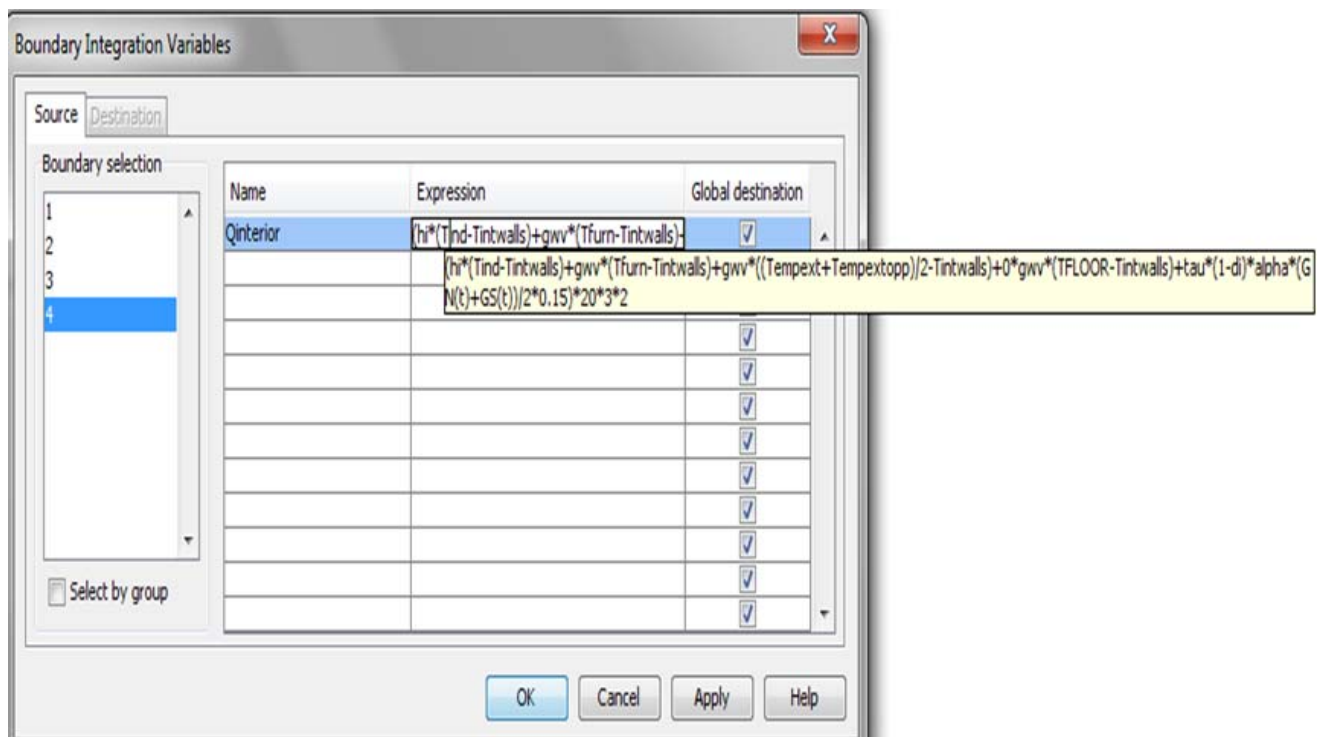 Boundary Integration Variables
X
Source Destination
Boundary selection
1
2
3
4
Select by group
Name Expression Global destination
Qinterior (hi*(Tind-Tintwalls)+gwv*(Tfurn-Tintwalls)-
(hi*(Tind-Tintwalls)+gwv*(Tfurn-Tintwalls)+gwv*((Tempext+Tempextopp)/2-Tintwalls)+0*gwv*(TFLOOR-Tintwalls)+tau*(1-di)*alpha*(G
N(t)+GS(t))/2*0.15)*20*3*2
OK Cancel Apply Help